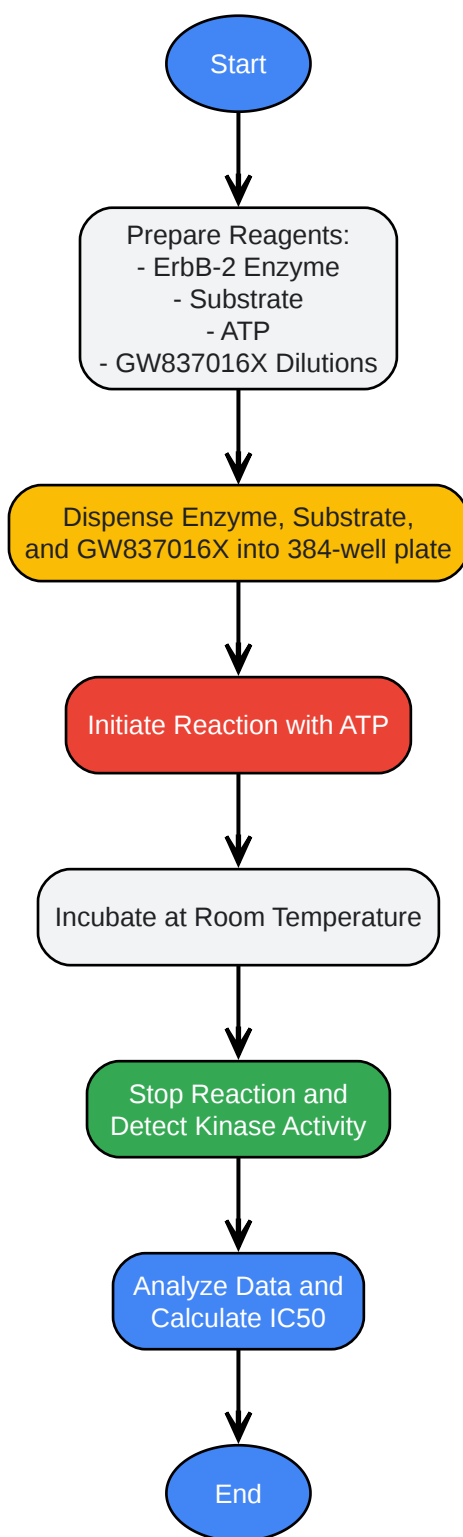 Start
Prepare Reagents:
- ErbB-2 Enzyme
- Substrate
- ATP
- GW837016X Dilutions
Dispense Enzyme, Substrate,
and GW837016X into 384-well plate
Initiate Reaction with ATP
Incubate at Room Temperature
Stop Reaction and
Detect Kinase Activity
Analyze Data and
Calculate IC50
End